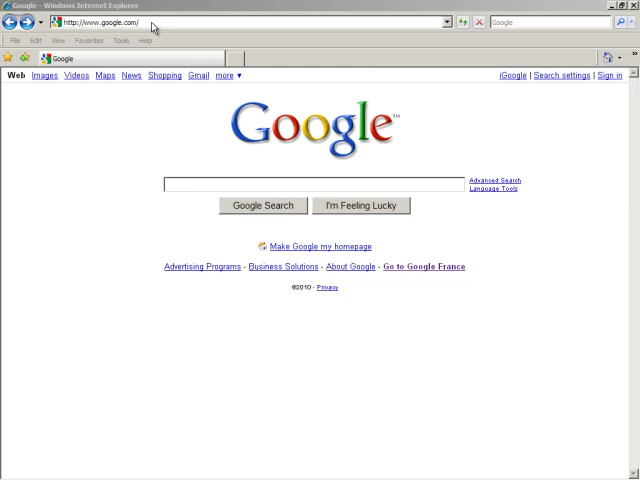 Google - Windows Internet Explorer
http://www.google.com/
Google
File Edit View Favorites Tools Help
Google
Web Images Videos Maps News Shopping Gmail more ▼
iGoogle | Search settings | Sign in
Google™
Advanced Search
Language Tools
Google Search I'm Feeling Lucky
Make Google my homepage
Advertising Programs - Business Solutions - About Google - Go to Google France
©2010 - Privacy